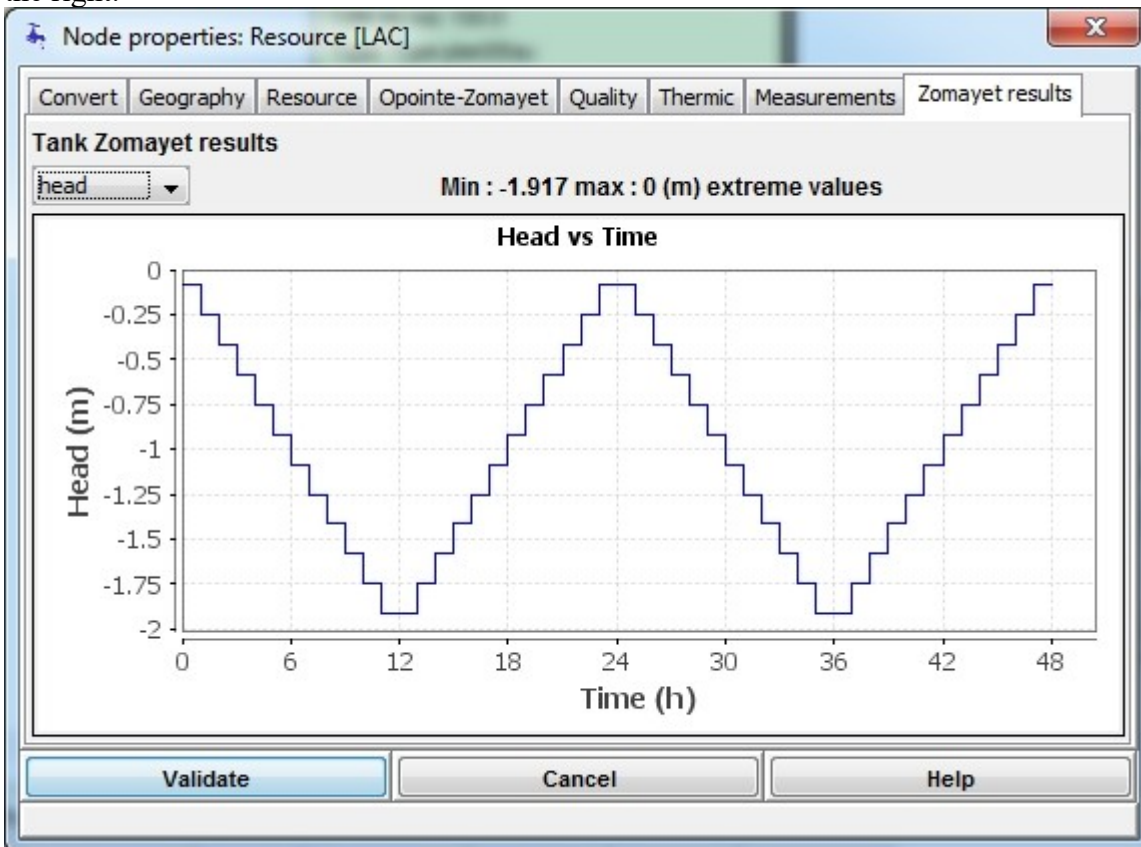 the right.
Node properties: Resource [LAC]
Convert Geography Resource Opointe-Zomayet Quality Thermic Measurements Zomayet results
Tank Zomayet results
head
Min : -1.917 max : 0 (m) extreme values
Head vs Time
0
-0.25
-0.5
-0.75
-1
-1.25
-1.5
-1.75
-2
Head (m)
0 6 12 18 24 30 36 42 48
Time (h)
Validate Cancel Help